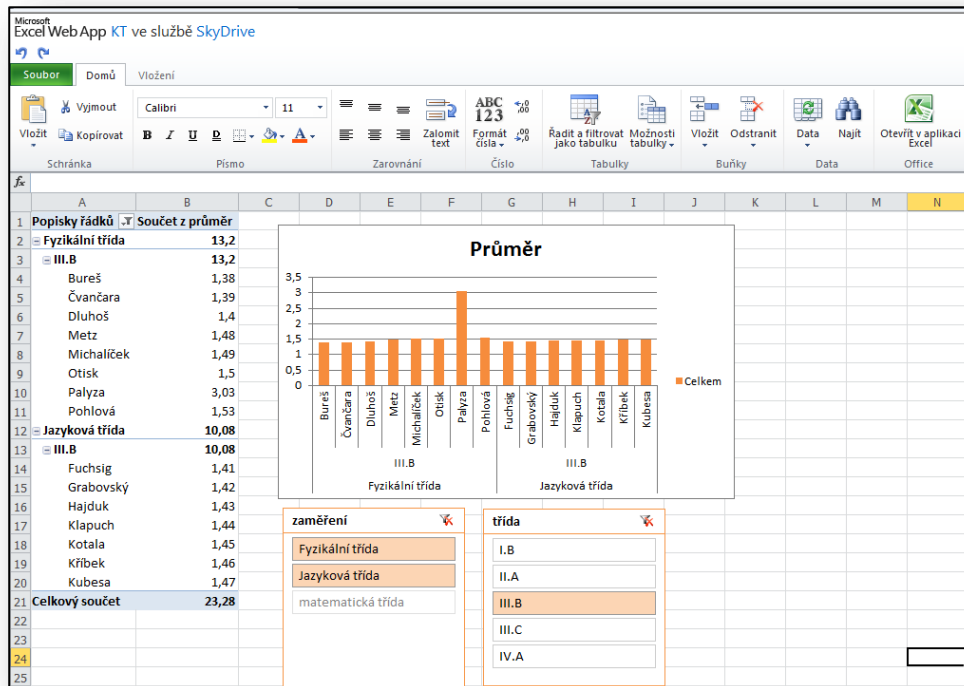 Microsoft
Excel Web App KT ve službě SkyDrive
Soubor Domů Vložení
Vložit
Vyjmout
Kopírovat
Schránka
Calibri 11
B I U D A
Písmo
Zalomit text
Zarovnání
ABC 123
Formát čísla
,00
,00
Číslo
Řadit a filtrovat jako tabulku
Možnosti tabulky
Tabulky
Vložit
Odstranit
Buňky
Data
Najít
Data
Otevřít v aplikaci Excel
Office
fx
A B C D E F G H I J K L M N
1 Popisky řádků Součet z průměr
2 Fyzikální třída 13,2
3 III.B 13,2
4 Bureš 1,38
5 Čvančara 1,39
6 Dluhoš 1,4
7 Metz 1,48
8 Michalíček 1,49
9 Otisk 1,5
10 Palyza 3,03
11 Pohlová 1,53
12 Jazyková třída 10,08
13 III.B 10,08
14 Fuchsig 1,41
15 Grabovský 1,42
16 Hajduk 1,43
17 Klapuch 1,44
18 Kotala 1,45
19 Kříbek 1,46
20 Kubesa 1,47
21 Celkový součet 23,28
22
23
24
25
Průměr
3,5
3
2,5
2
1,5
1
0,5
0
Bureš Čvančara Dluhoš Metz Michalíček Otisk Palyza Pohlová Fuchsig Grabovský Hajduk Klapuch Kotala Kříbek Kubesa
III.B III.B
Fyzikální třída Jazyková třída
Celkem
zaměření
Fyzikální třída
Jazyková třída
matematická třída
třída
I.B
II.A
III.B
III.C
IV.A